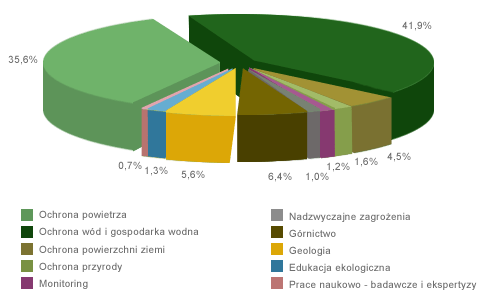 41,9%
35,6%
4,5%
1,6%
1,2%
1,0%
6,4%
5,6%
1,3%
0,7%
Ochrona powietrza
Ochrona wód i gospodarka wodna
Ochrona powierzchni ziemi
Ochrona przyrody
Monitoring
Nadzwyczajne zagrożenia
Górnictwo
Geologia
Edukacja ekologiczna
Prace naukowo - badawcze i ekspertyzy